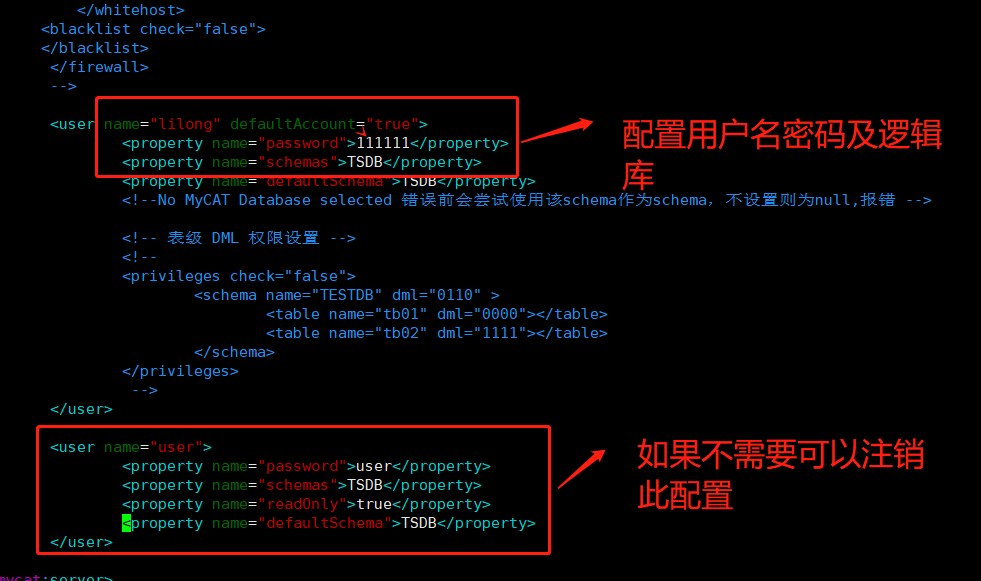 </whitehost>
<blacklist check="false">
</blacklist>
</firewall>
-->
<user name="lilong" defaultAccount="true">
<property name="password">111111</property>
配置用户名密码及逻辑
<property name="schemas">TSDB</property>
库
<property name="defaultSchema">TSDB</property>
<!--No MyCAT Database selected 错误前会尝试使用该schema作为schema，不设置则为null,报错 -->
<!-- 表级 DML 权限设置 -->
<!--
<privileges check="false">
<schema name="TESTDB" dml="0110" >
<table name="tb01" dml="0000"></table>
<table name="tb02" dml="1111"></table>
</schema>
</privileges>
-->
</user>
<user name="user">
如果不需要可以注销
<property name="password">user</property>
<property name="schemas">TSDB</property>
此配置
<property name="readOnly">true</property>
<property name="defaultSchema">TSDB</property>
</user>
mycat:server>